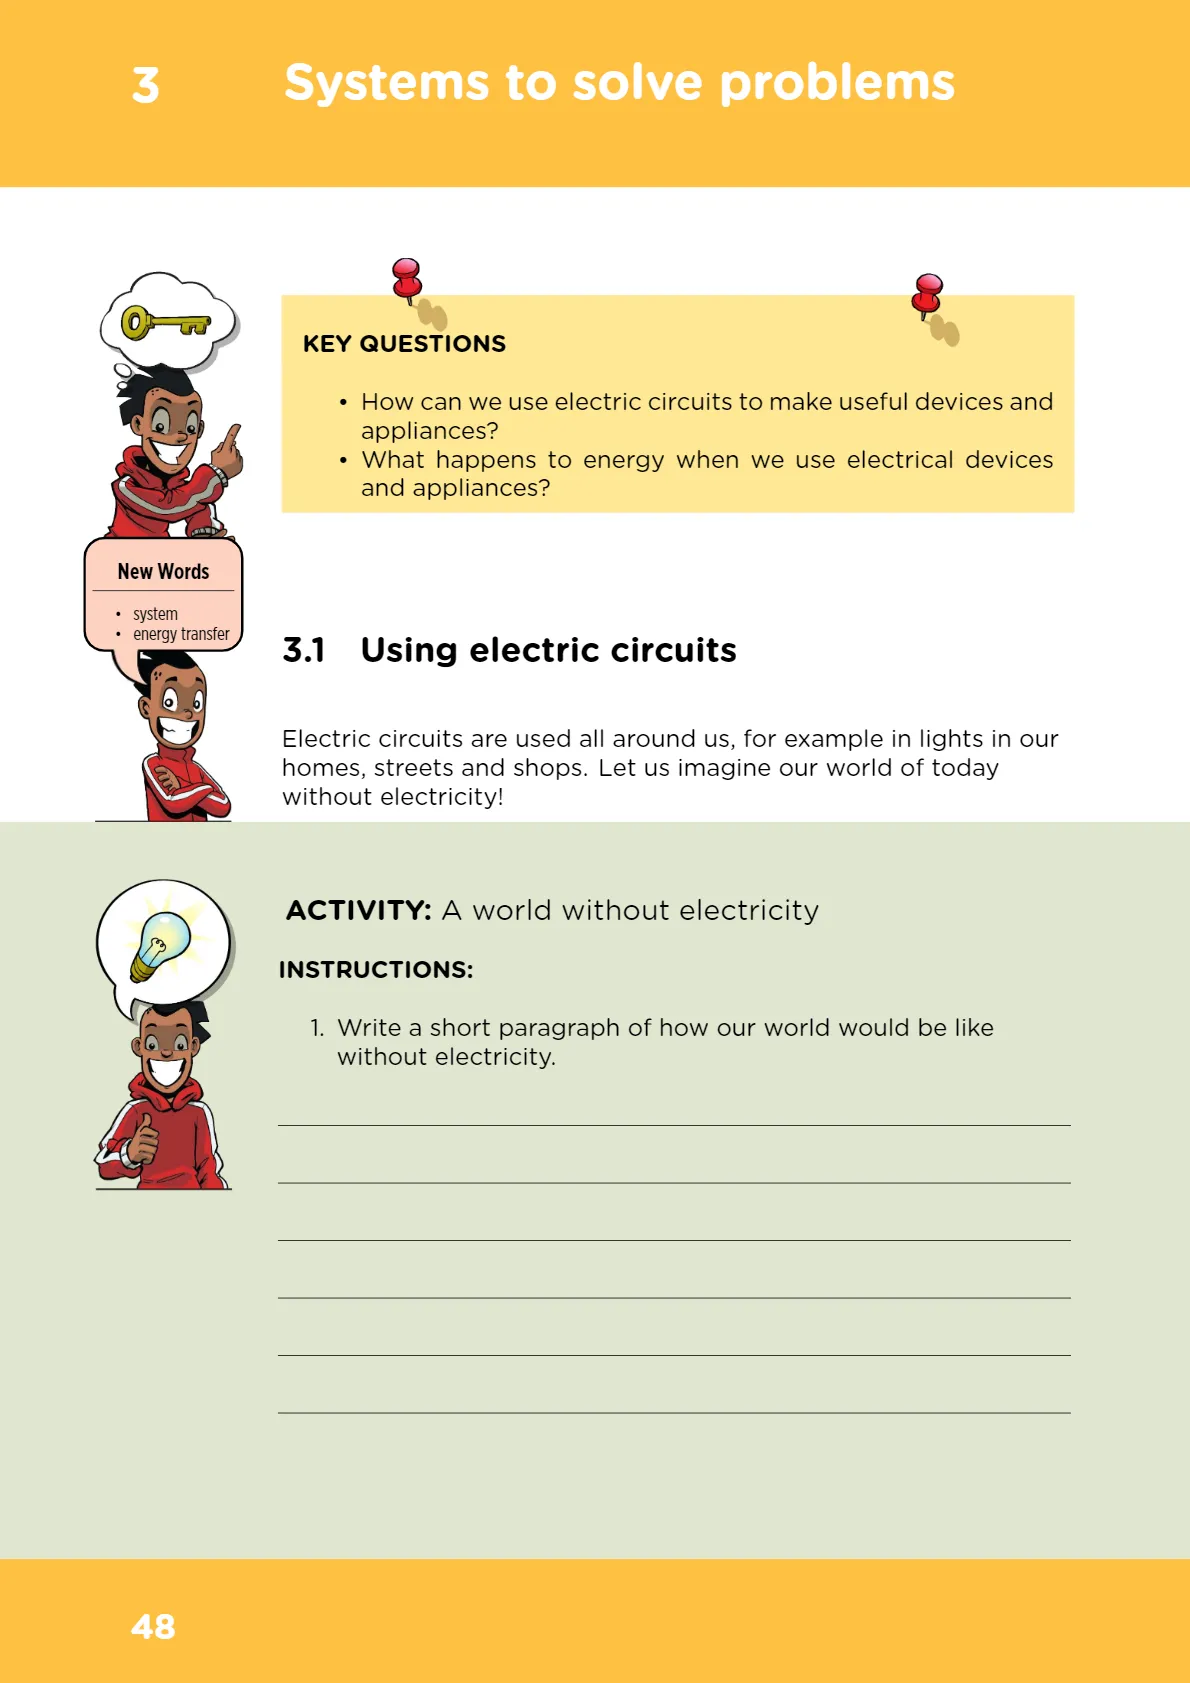 3 Systems to solve problems
KEY QUESTIONS
• How can we use electric circuits to make useful devices and
appliances?
• What happens to energy when we use electrical devices
and appliances?
New Words
• system
• energy transfer
3.1 Using electric circuits
Electric circuits are used all around us, for example in lights in our
homes, streets and shops. Let us imagine our world of today
without electricity!
ACTIVITY: A world without electricity
INSTRUCTIONS:
1. Write a short paragraph of how our world would be like
without electricity.
48